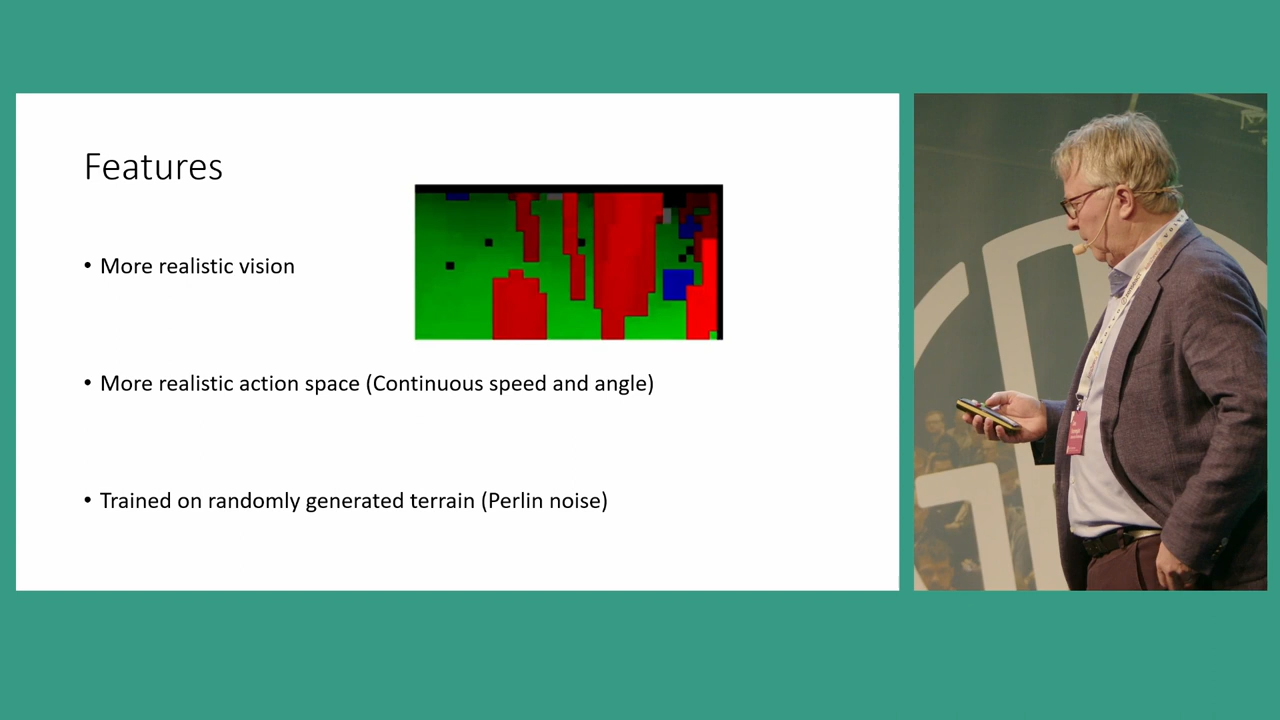 Features
• More realistic vision
• More realistic action space (Continuous speed and angle)
• Trained on randomly generated terrain (Perlin noise)